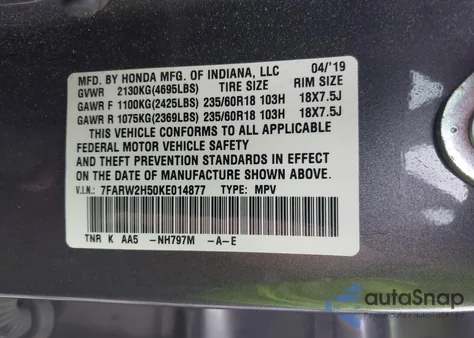 MFD. BY HONDA MFG. OF INDIANA, LLC 04/'19
GVWR 2130KG(4695LBS) TIRE SIZE RIM SIZE
GAWR F 1100KG(2425LBS) 235/60R18 103H 18X7.5J
GAWR R 1075KG(2369LBS) 235/60R18 103H 18X7.5J
THIS VEHICLE CONFORMS TO ALL APPLICABLE
FEDERAL MOTOR VEHICLE SAFETY
AND THEFT PREVENTION STANDARDS IN EFFECT
ON THE DATE OF MANUFACTURE SHOWN ABOVE.
V.I.N.: 7FARW2H50KE014877 TYPE: MPV
TNR K AA5 -NH797M -A-E
autoSnap